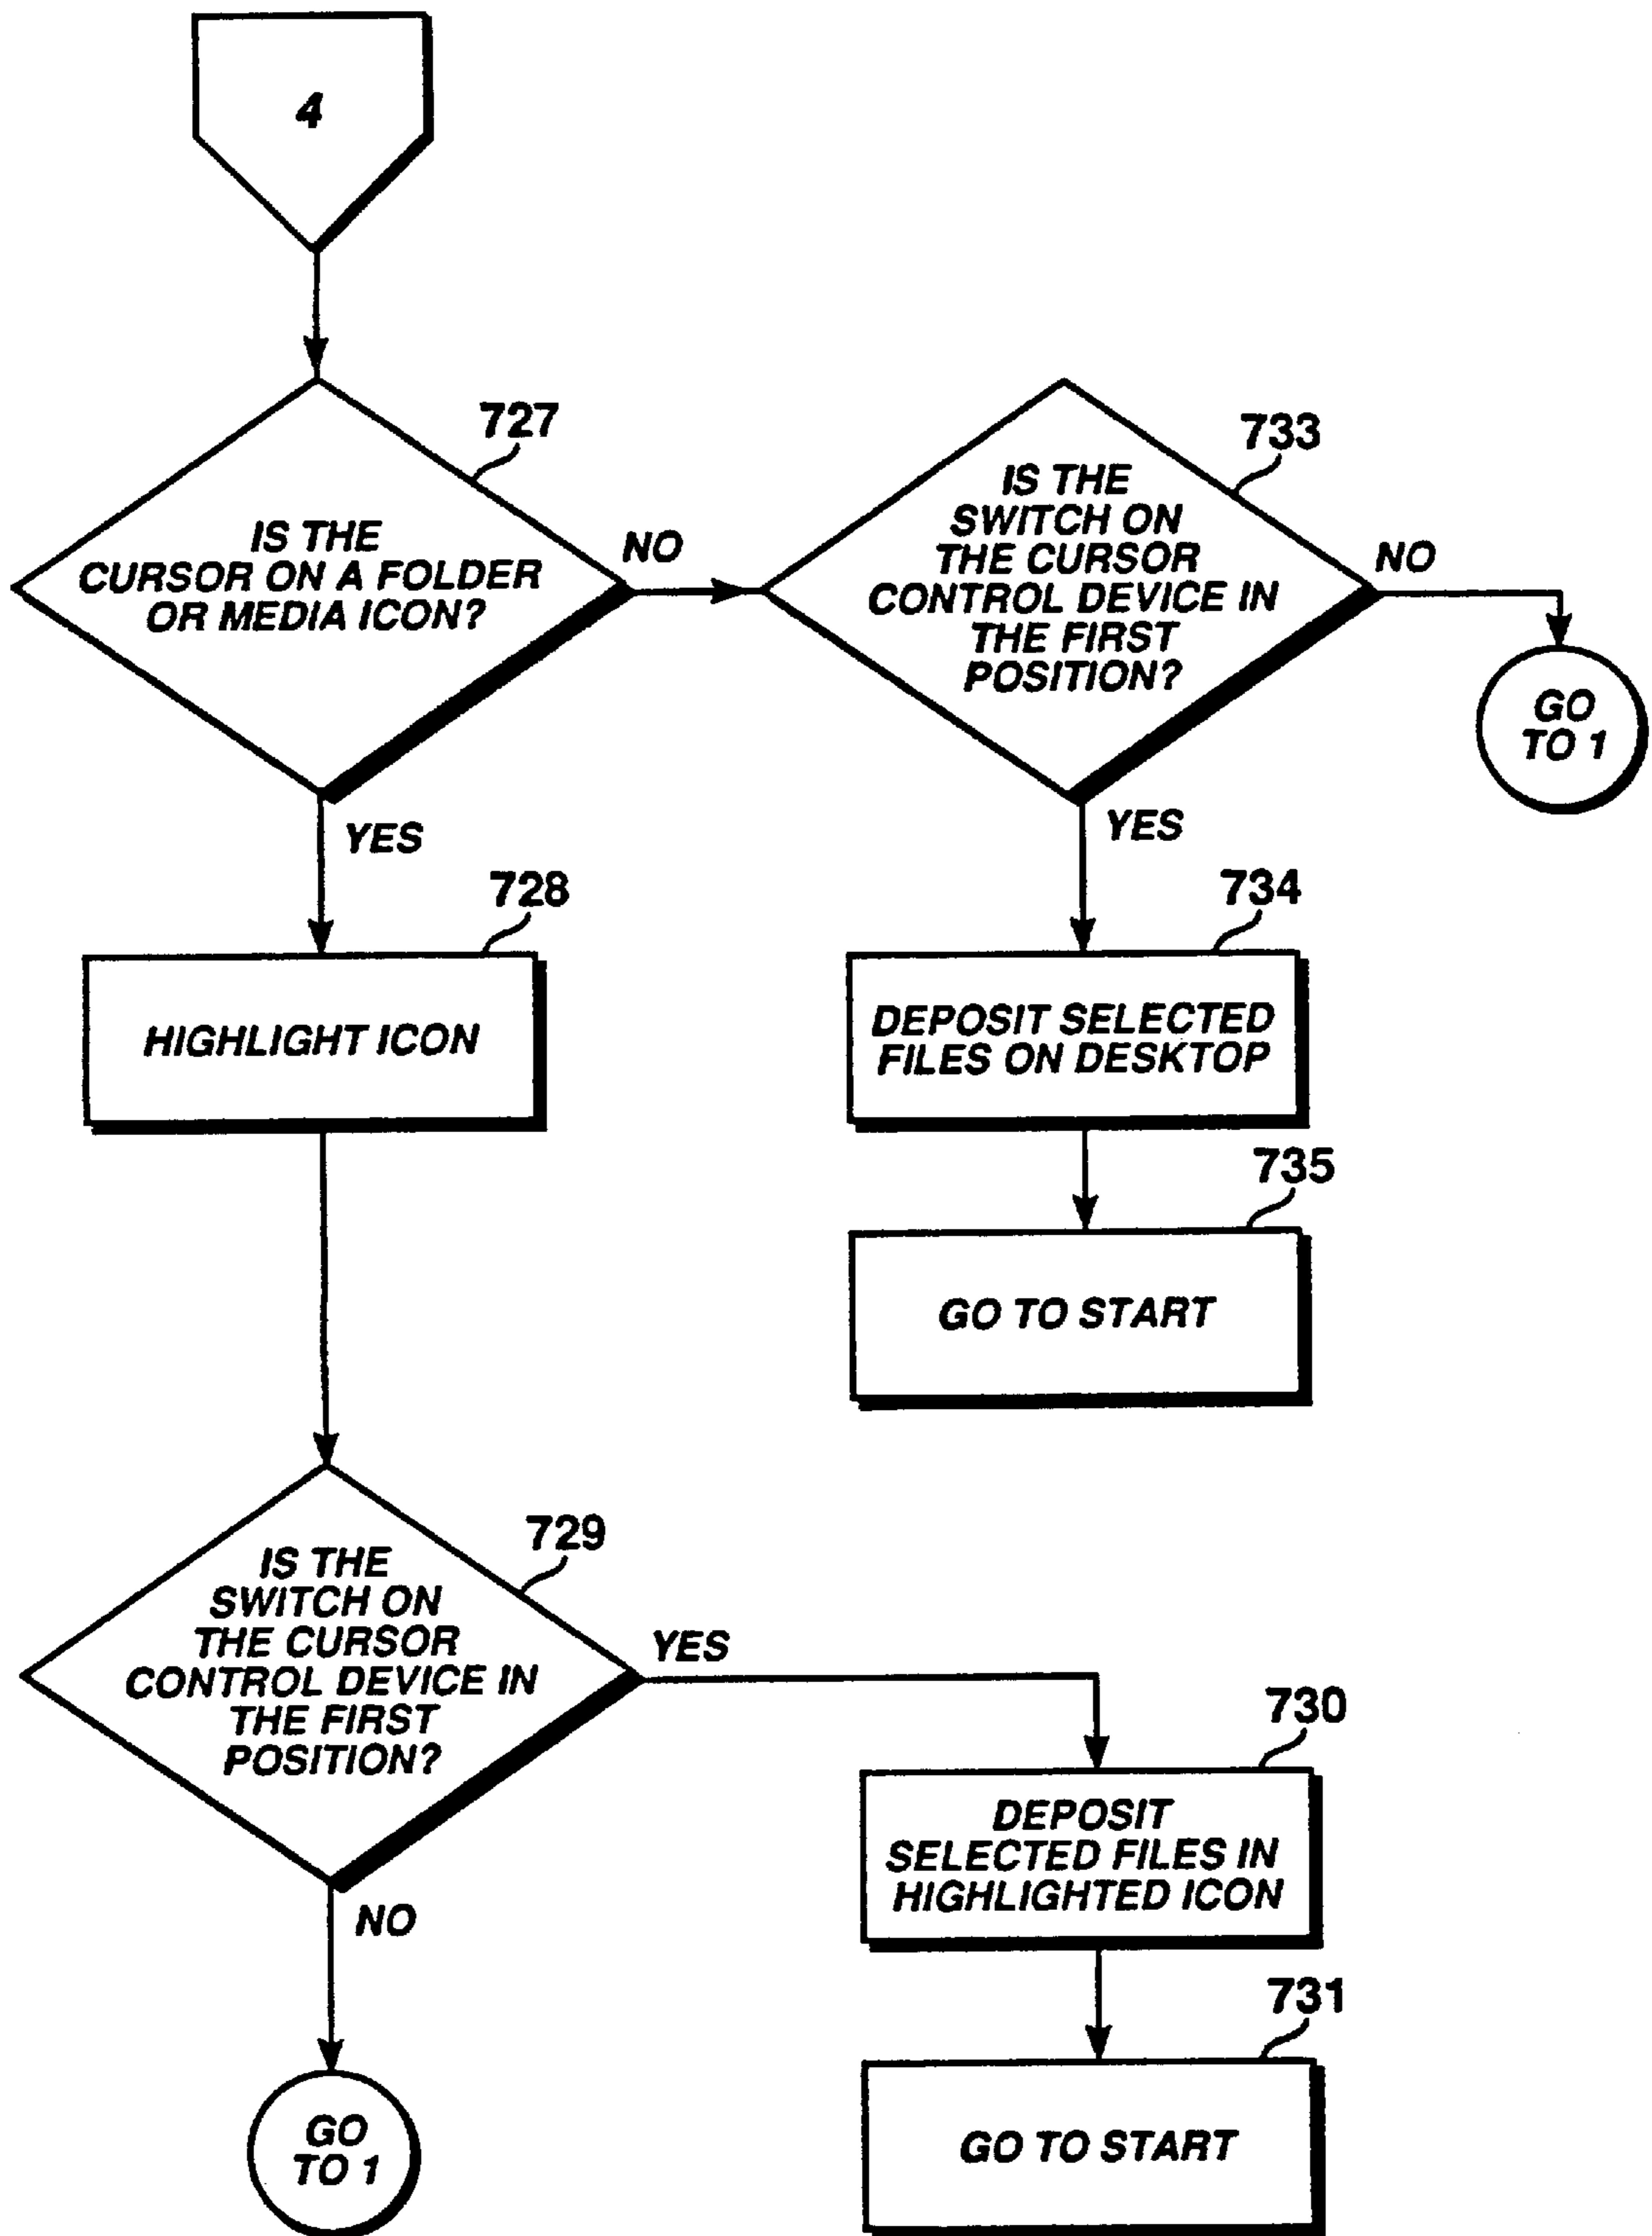 4
727
IS THE
CURSOR ON A FOLDER
OR MEDIA ICON?
NO
733
IS THE
SWITCH ON
THE CURSOR
CONTROL DEVICE IN
THE FIRST
POSITION?
NO
GO
TO 1
YES
728
HIGHLIGHT ICON
YES
734
DEPOSIT SELECTED
FILES ON DESKTOP
735
GO TO START
729
IS THE
SWITCH ON
THE CURSOR
CONTROL DEVICE IN
THE FIRST
POSITION?
YES
730
DEPOSIT
SELECTED FILES IN
HIGHLIGHTED ICON
NO
731
GO
TO 1
GO TO START